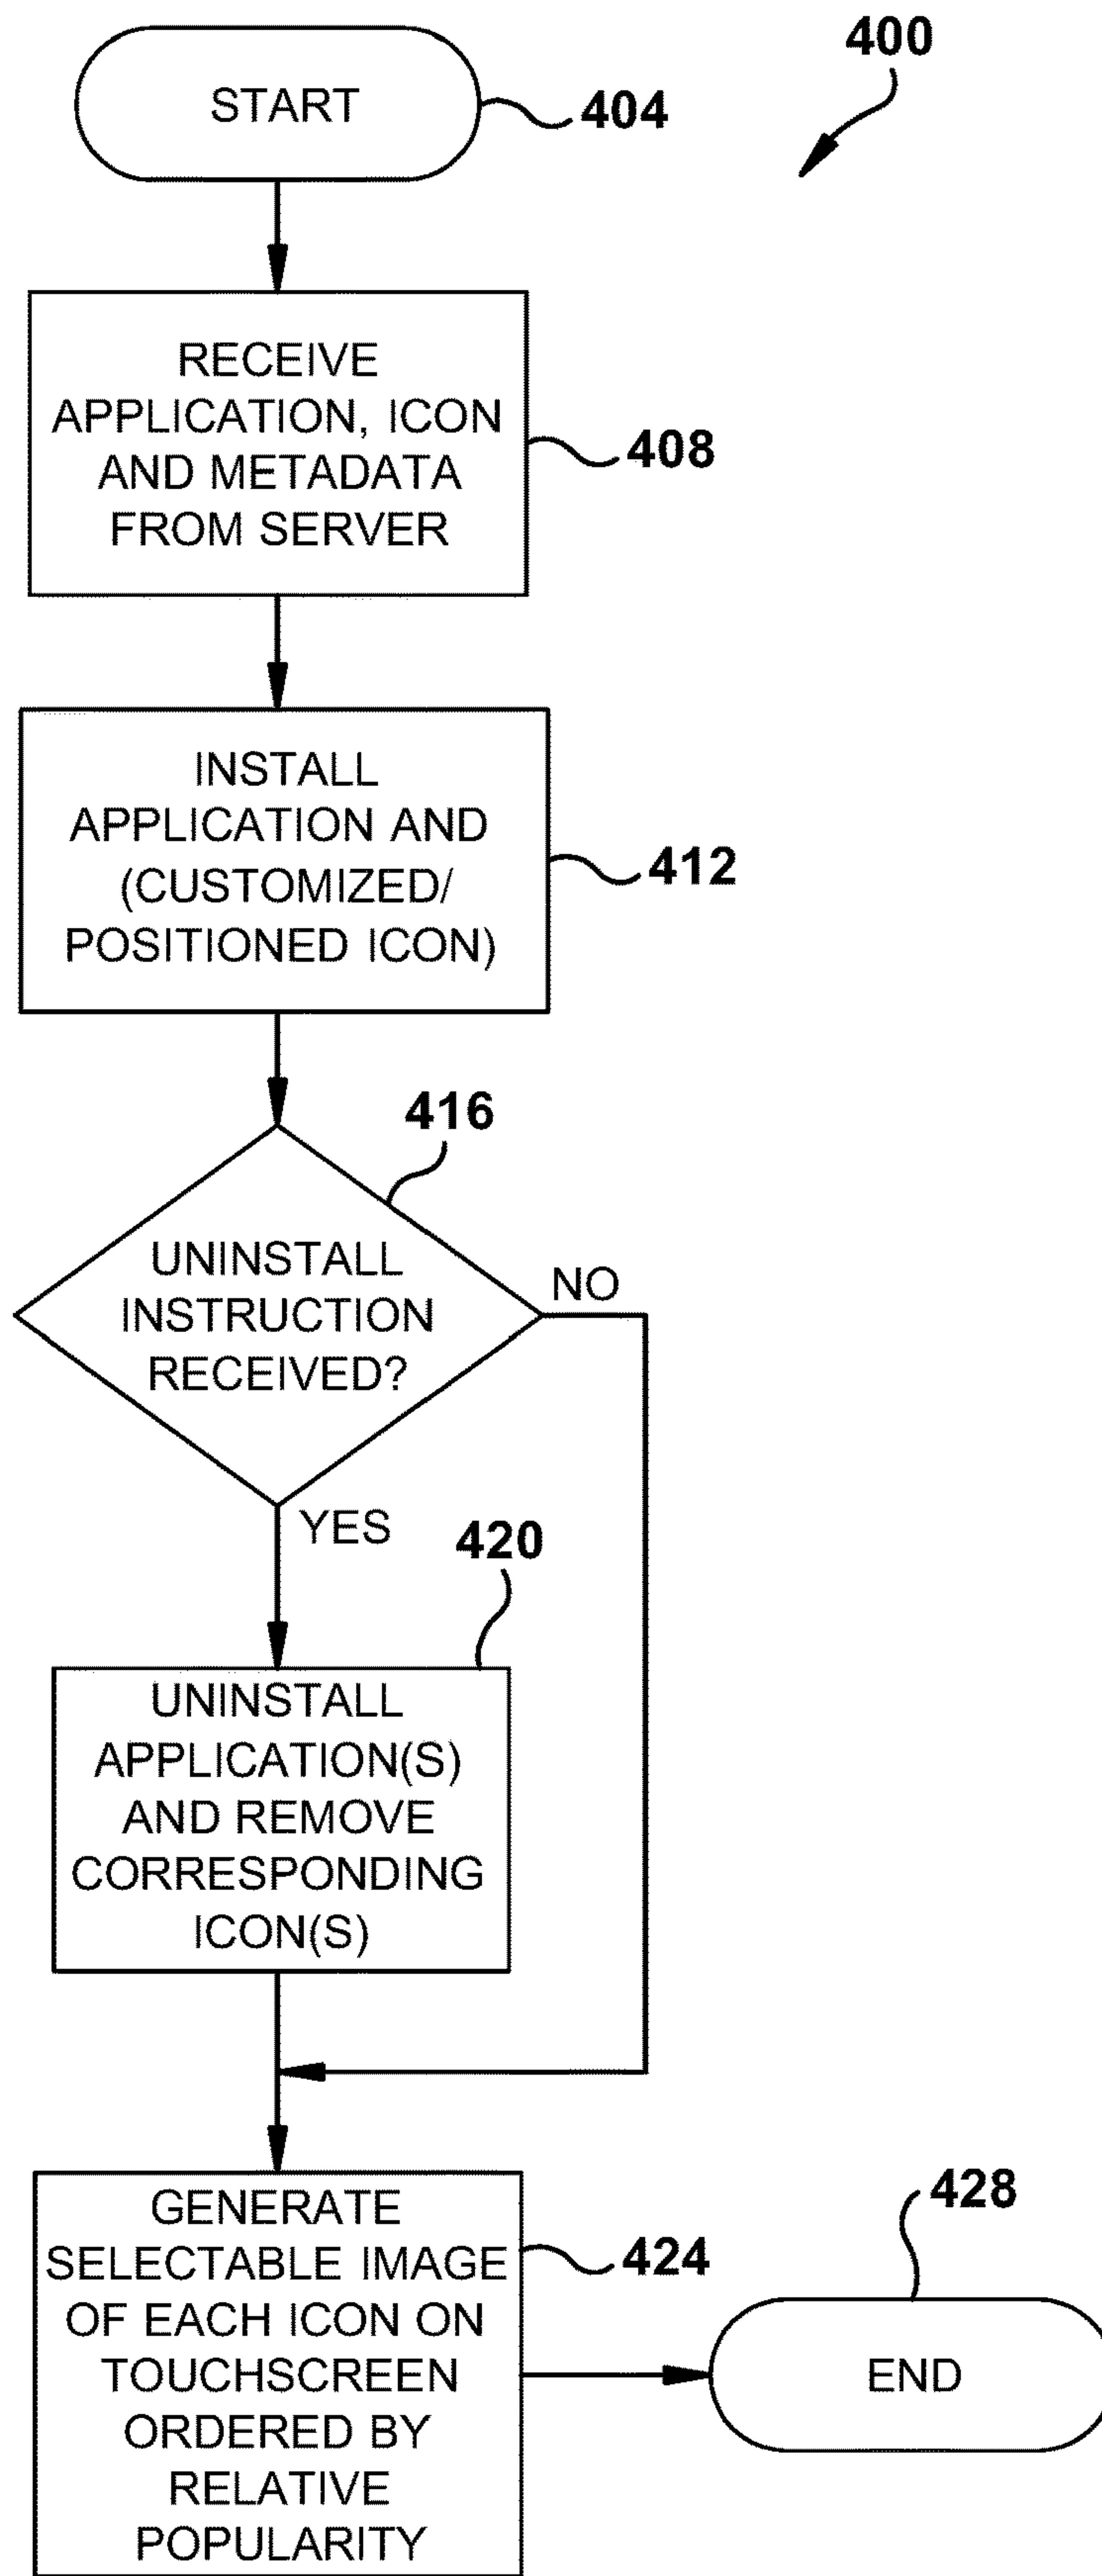 400
START
404
RECEIVE
APPLICATION, ICON
AND METADATA
FROM SERVER
408
INSTALL
APPLICATION AND
(CUSTOMIZED/
POSITIONED ICON)
412
416
UNINSTALL
INSTRUCTION
RECEIVED?
NO
YES
420
UNINSTALL
APPLICATION(S)
AND REMOVE
CORRESPONDING
ICON(S)
GENERATE
SELECTABLE IMAGE
OF EACH ICON ON
TOUCHSCREEN
ORDERED BY
RELATIVE
POPULARITY
424
428
END